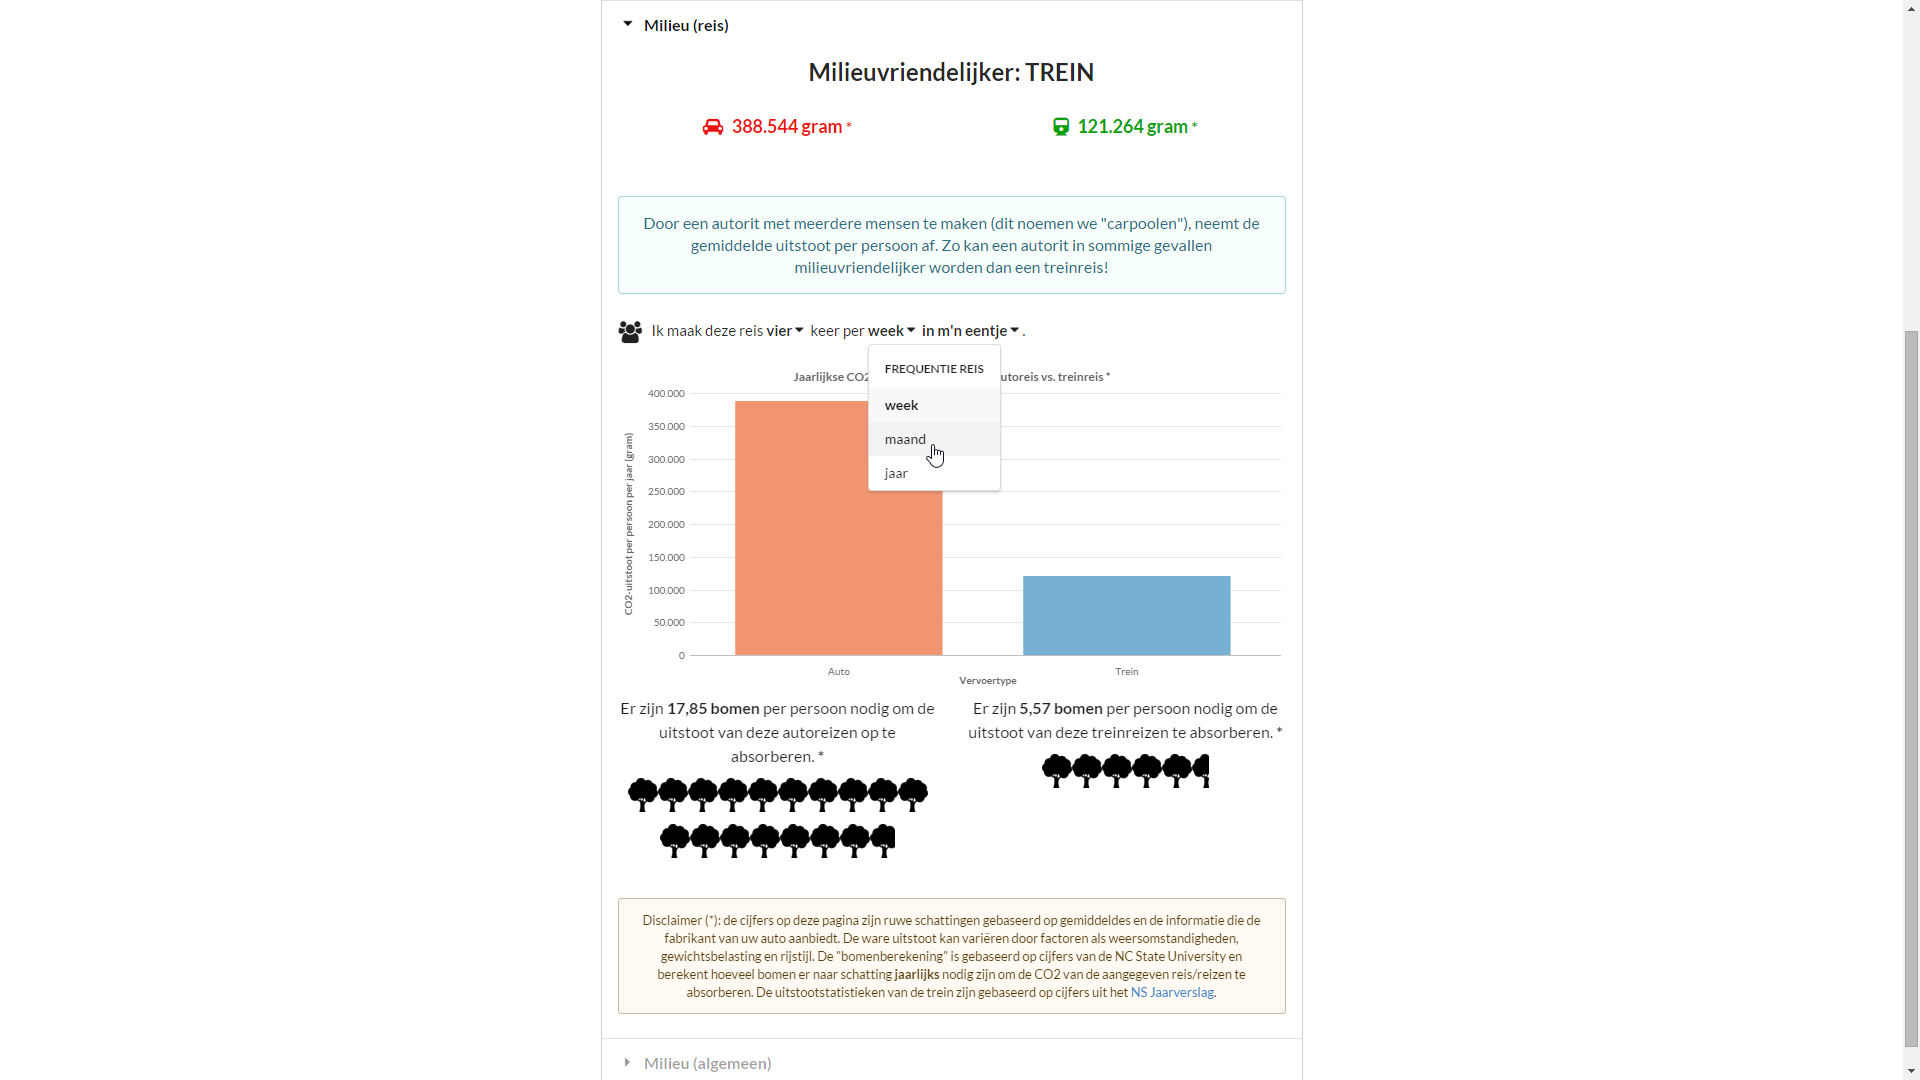 Milieu (reis)
Milieuvriendelijker: TREIN
388.544 gram *
121.264 gram *
Door een autorit met meerdere mensen te maken (dit noemen we "carpoolen"), neemt de
gemiddelde uitstoot per persoon af. Zo kan een autorit in sommige gevallen
milieuvriendelijker worden dan een treinreis!
Ik maak deze reis vier keer per week in m'n eentje .
FREQUENTIE REIS
week
maand
jaar
Jaarlijkse CO2 utoreis vs. treinreis *
CO2-uitstoot per persoon per jaar (gram)
400.000
350.000
300.000
250.000
200.000
150.000
100.000
50.000
0
Auto
Trein
Vervoertype
Er zijn 17,85 bomen per persoon nodig om de
uitstoot van deze autoreizen op te
absorberen. *
Er zijn 5,57 bomen per persoon nodig om de
uitstoot van deze treinreizen te absorberen. *
Disclaimer (*): de cijfers op deze pagina zijn ruwe schattingen gebaseerd op gemiddeldes en de informatie die de
fabrikant van uw auto aanbiedt. De ware uitstoot kan variëren door factoren als weersomstandigheden,
gewichtsbelasting en rijstijl. De "bomenberekening" is gebaseerd op cijfers van de NC State University en
berekent hoeveel bomen er naar schatting jaarlijks nodig zijn om de CO2 van de aangegeven reis/reizen te
absorberen. De uitstootstatistieken van de trein zijn gebaseerd op cijfers uit het NS Jaarverslag.
Milieu (algemeen)